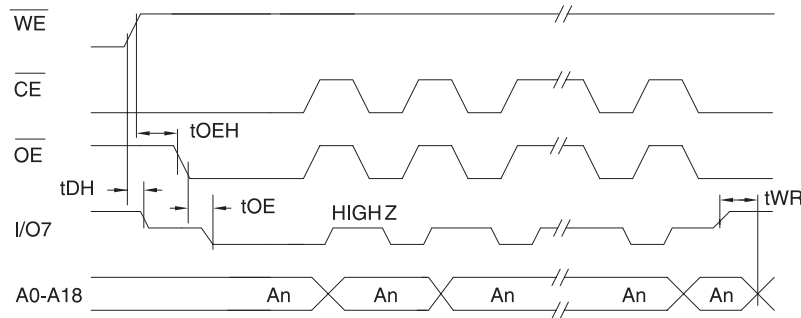 WE
CE
tOEH
OE
tDH
tOE
tWR
HIGH Z
I/O7
A0-A18
An An An An An